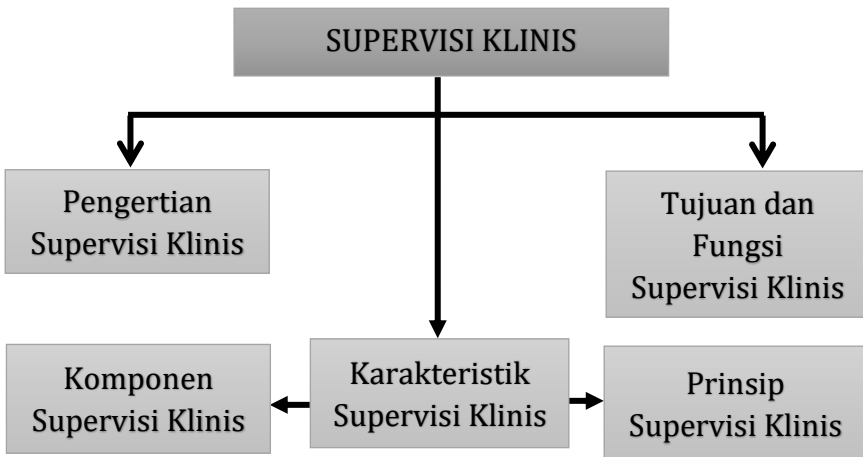 SUPERVISI KLINIS
Pengertian
Supervisi Klinis
Tujuan dan
Fungsi
Supervisi Klinis
Komponen
Supervisi Klinis
Karakteristik
Supervisi Klinis
Prinsip
Supervisi Klinis